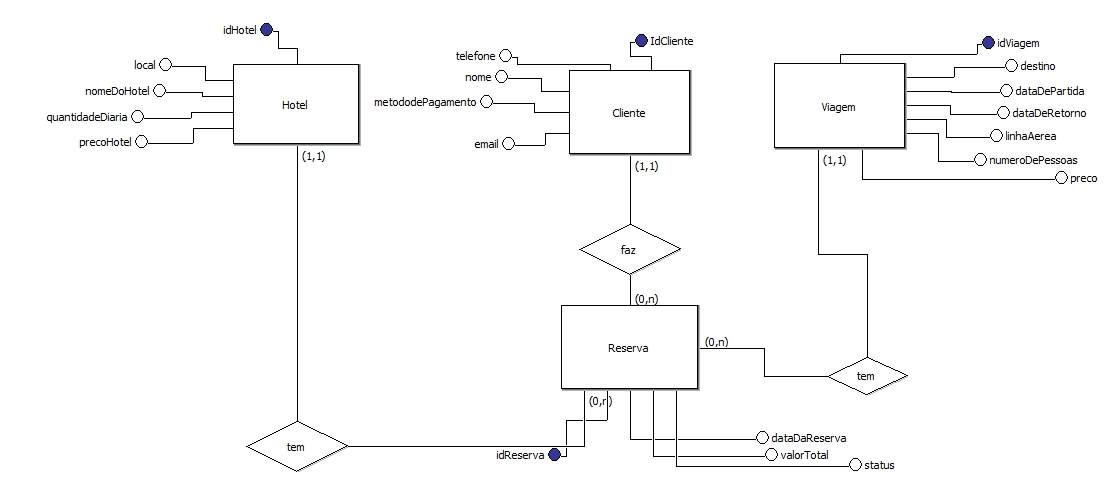 idHotel
local
nomeDoHotel
quantidadeDiaria
precoHotel
Hotel
(1,1)
IdCliente
telefone
nome
metododePagamento
email
Cliente
(1,1)
idViagem
destino
dataDePartida
dataDeRetorno
linhaAerea
numeroDePessoas
preco
Viagem
(1,1)
faz
(0,n)
Reserva
(0,n)
tem
(0,n)
tem
idReserva
dataDaReserva
valorTotal
status